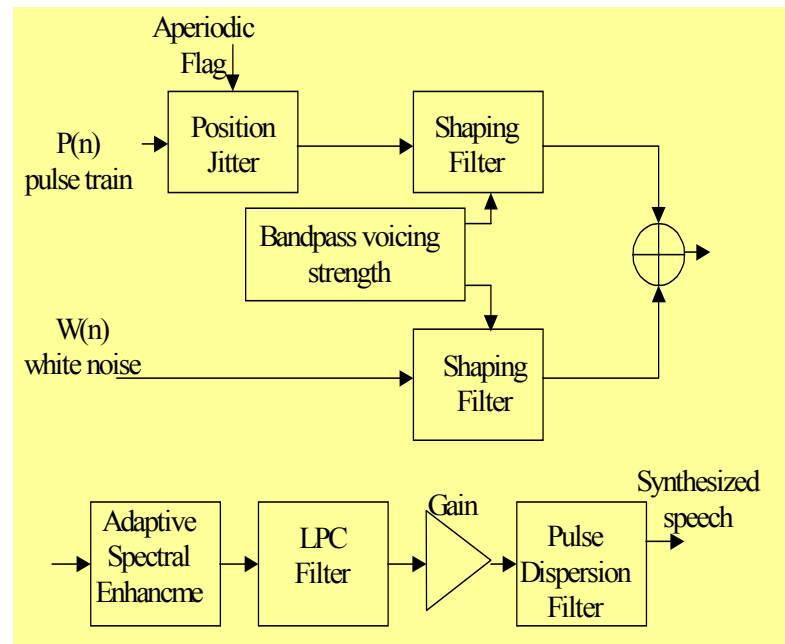 Aperiodic
Flag
P(n)
pulse train
Position
Jitter
Shaping
Filter
Bandpass voicing
strength
W(n)
white noise
Shaping
Filter
Adaptive
Spectral
Enhancme
LPC
Filter
Gain
Pulse
Dispersion
Filter
Synthesized
speech